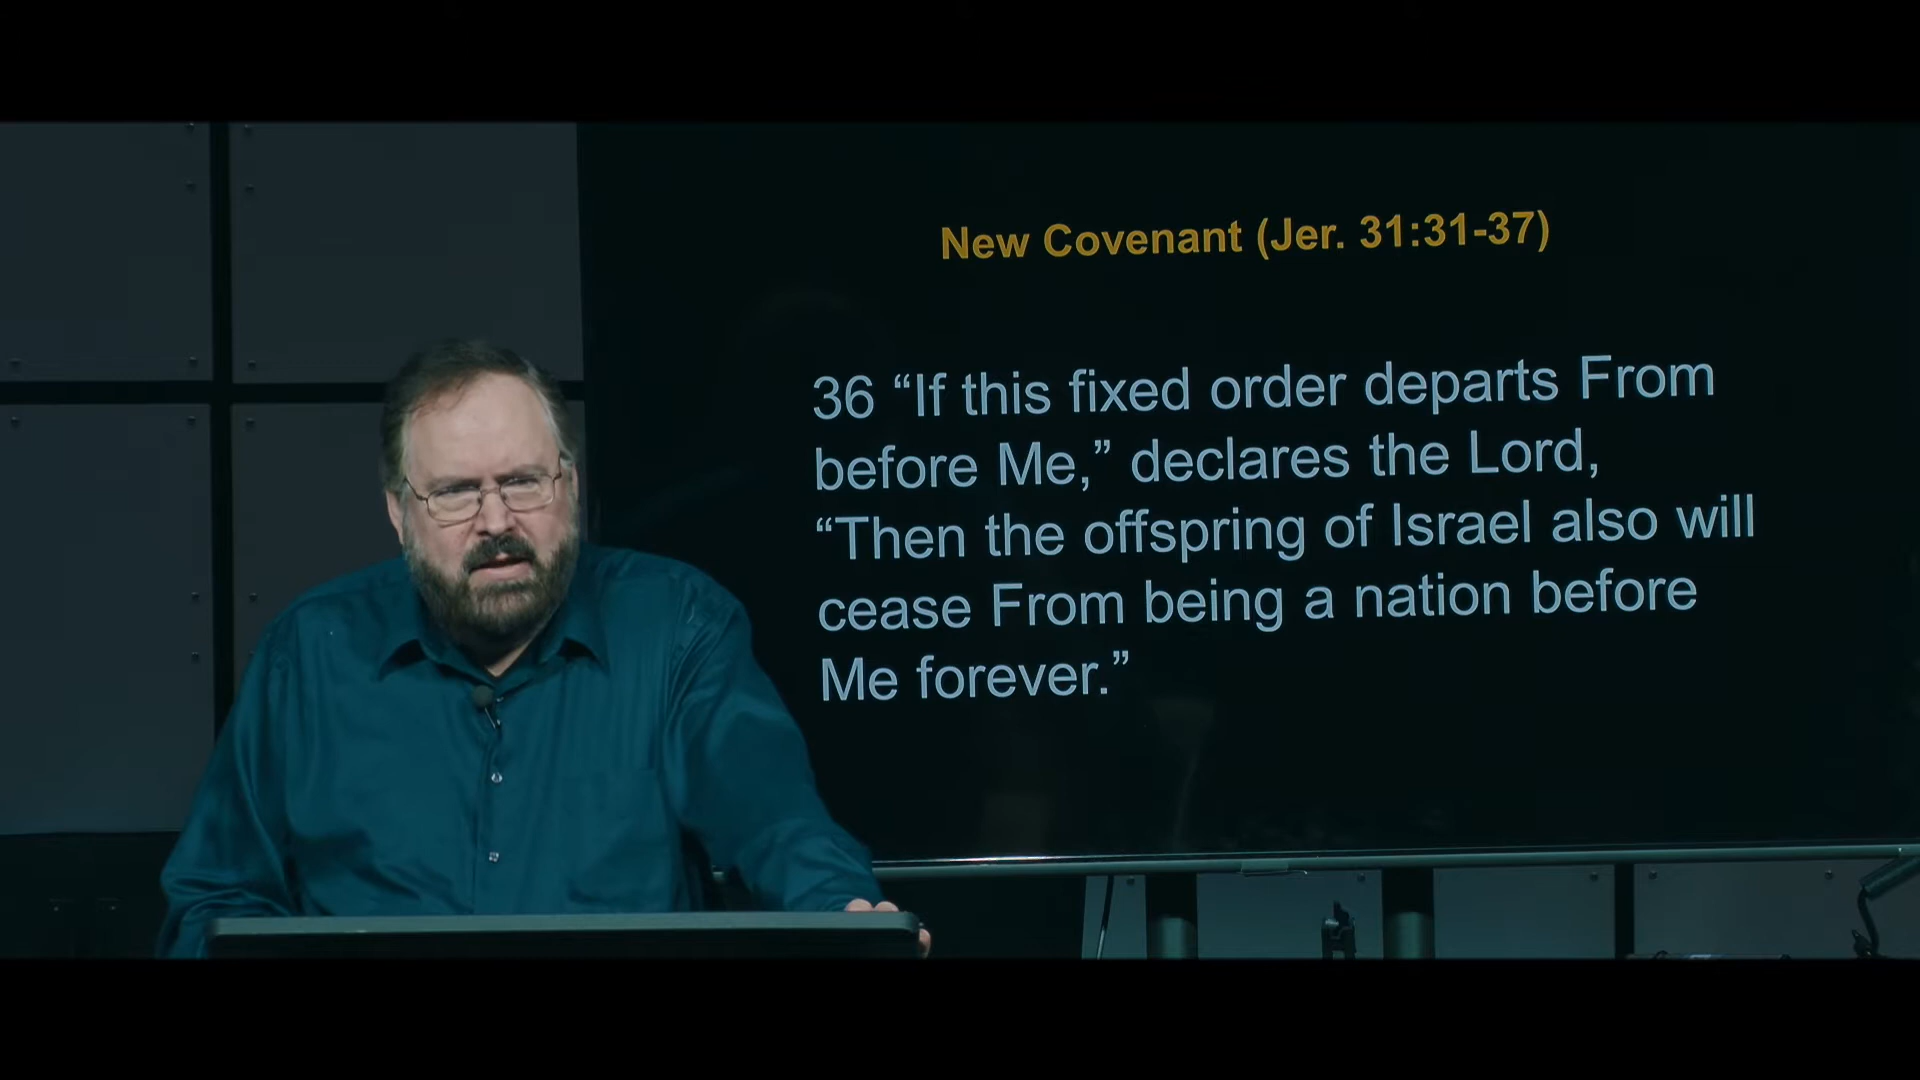 New Covenant (Jer. 31:31-37)
36 “If this fixed order departs From
before Me,” declares the Lord,
“Then the offspring of Israel also will
cease From being a nation before
Me forever.”